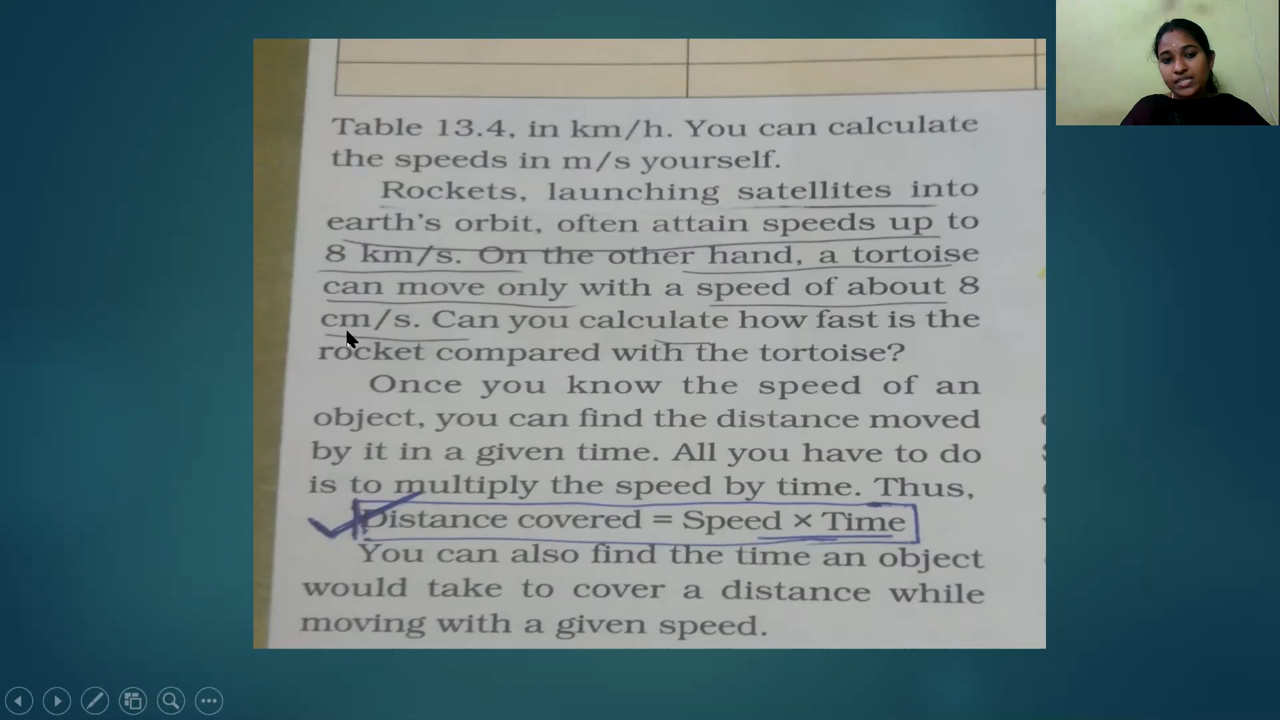 Table 13.4, in km/h. You can calculate
the speeds in m/s yourself.
Rockets, launching satellites into
earth's orbit, often attain speeds up to
8 km/s. On the other hand, a tortoise
can move only with a speed of about 8
cm/s. Can you calculate how fast is the
rocket compared with the tortoise?
Once you know the speed of an
object, you can find the distance moved
by it in a given time. All you have to do
is to multiply the speed by time. Thus,
Distance covered = Speed × Time
You can also find the time an object
would take to cover a distance while
moving with a given speed.